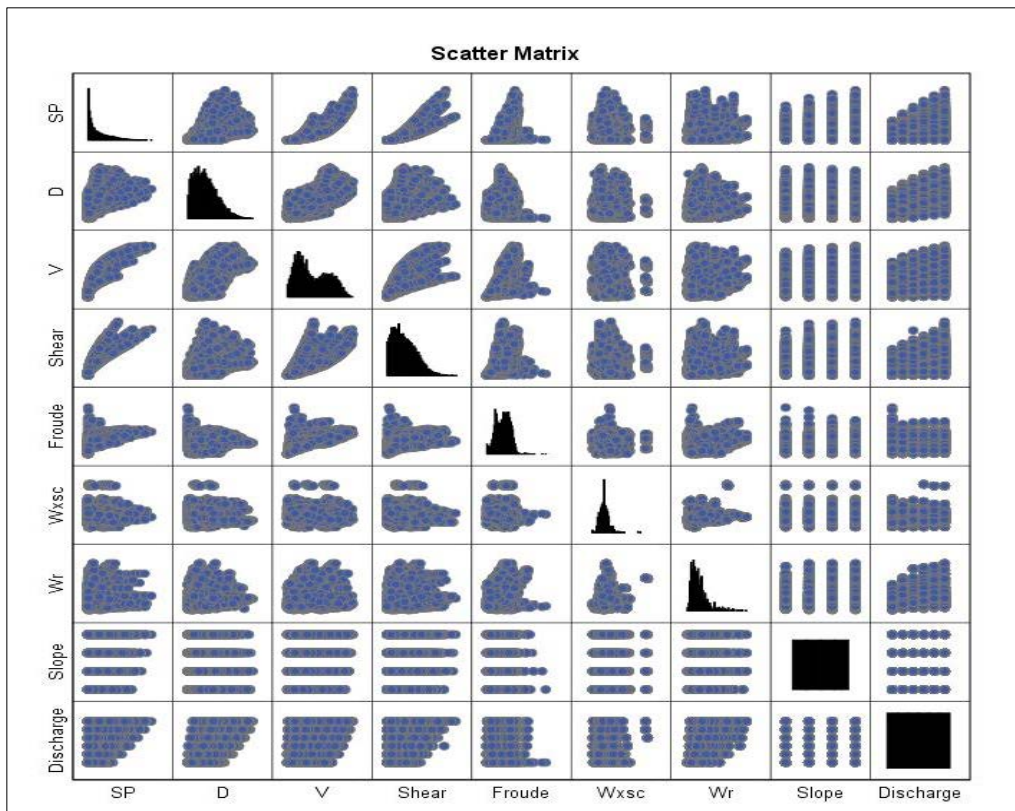 Scatter Matrix
SP
D
V
Shear
Froude
Wxsc
Wr
Slope
Discharge
SP D V Shear Froude Wxsc Wr Slope Discharge